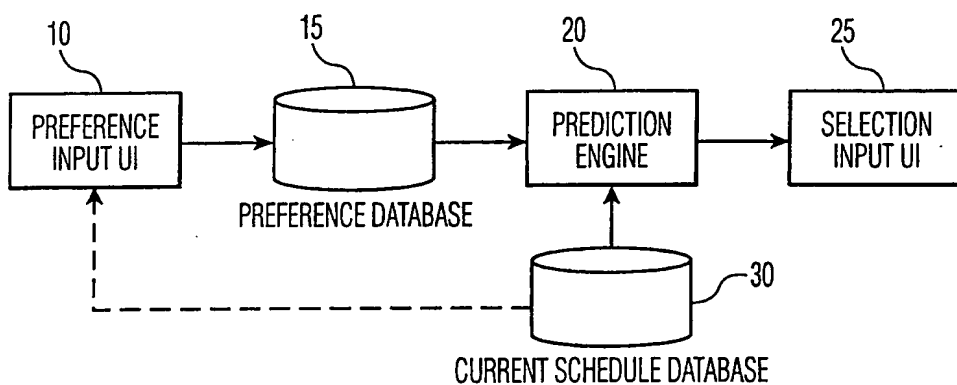 10
15
20
25
PREFERENCE
INPUT UI
PREDICTION
ENGINE
SELECTION
INPUT UI
PREFERENCE DATABASE
30
CURRENT SCHEDULE DATABASE